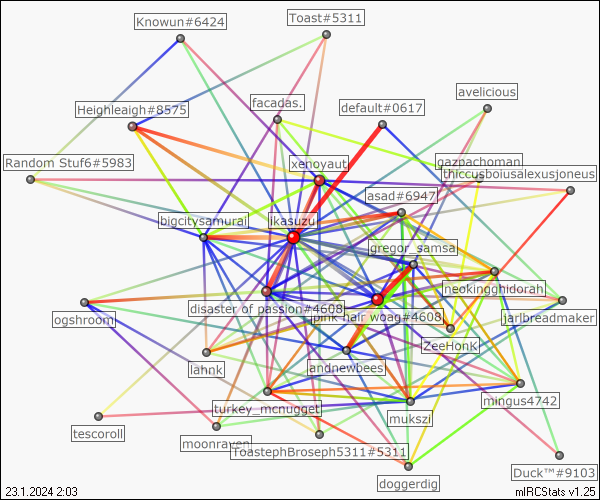 Knowun#6424
Toast#5311
avelicious
Heighleigh#8575
facadas.
default#0617
Random Stuf6#5983
xenoyaut
gazpachoman
thiccusboiusalexusjoneus
asad#6947
bigcitysamurai
ikasuzu
gregor_samsa
neokingghidorah
disaster of passion#4608
pink hair woag#4608
jarlbreadmaker
ogshroom
ZeeHonk
lahnk
andnewbees
turkey_mcnugget
mukszi
mingus4742
tescoroll
moonraven
ToastephBroseph5311#5311
Duck™#9103
doggerdig
23.1.2024 2:03
mIRCStats v1.25